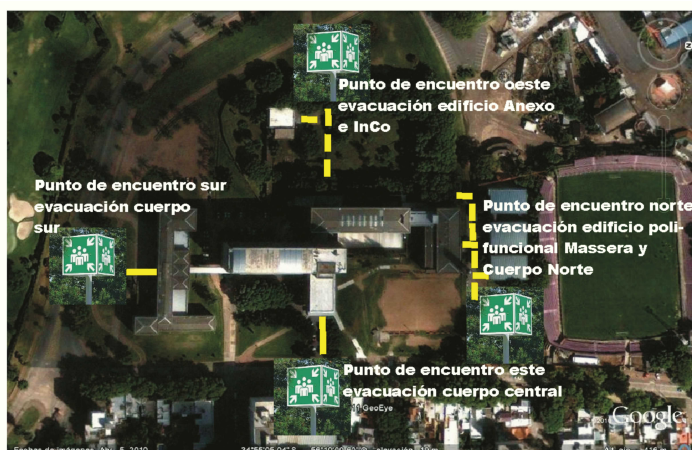 Punto de encuentro oeste
evacuación edificio Anexo
e InCo
Punto de encuentro sur
evacuación cuerpo
sur
Punto de encuentro norte
evacuación edificio poli-
funcional Massera y
Cuerpo Norte
Punto de encuentro este
evacuación cuerpo central
GeoEye
Google